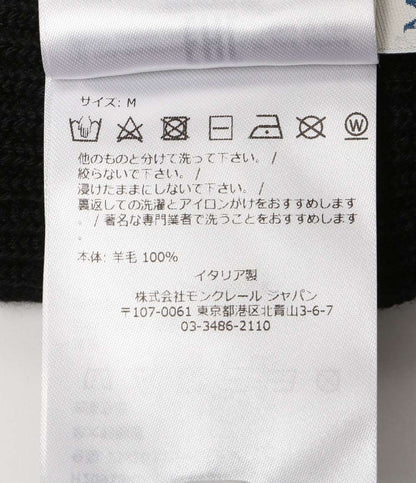 サイズ: M
他のものと分けて洗って下さい。/
絞らないで下さい。/
浸けたままにしないで下さい。/
裏返しての洗濯とアイロンがけをおすすめします
。/ 著名な専門業者で洗うことをおすすめします
。
本体: 羊毛 100%
イタリア製
株式会社モンクレール ジャパン
〒107-0061 東京都港区北青山3-6-7
03-3486-2110